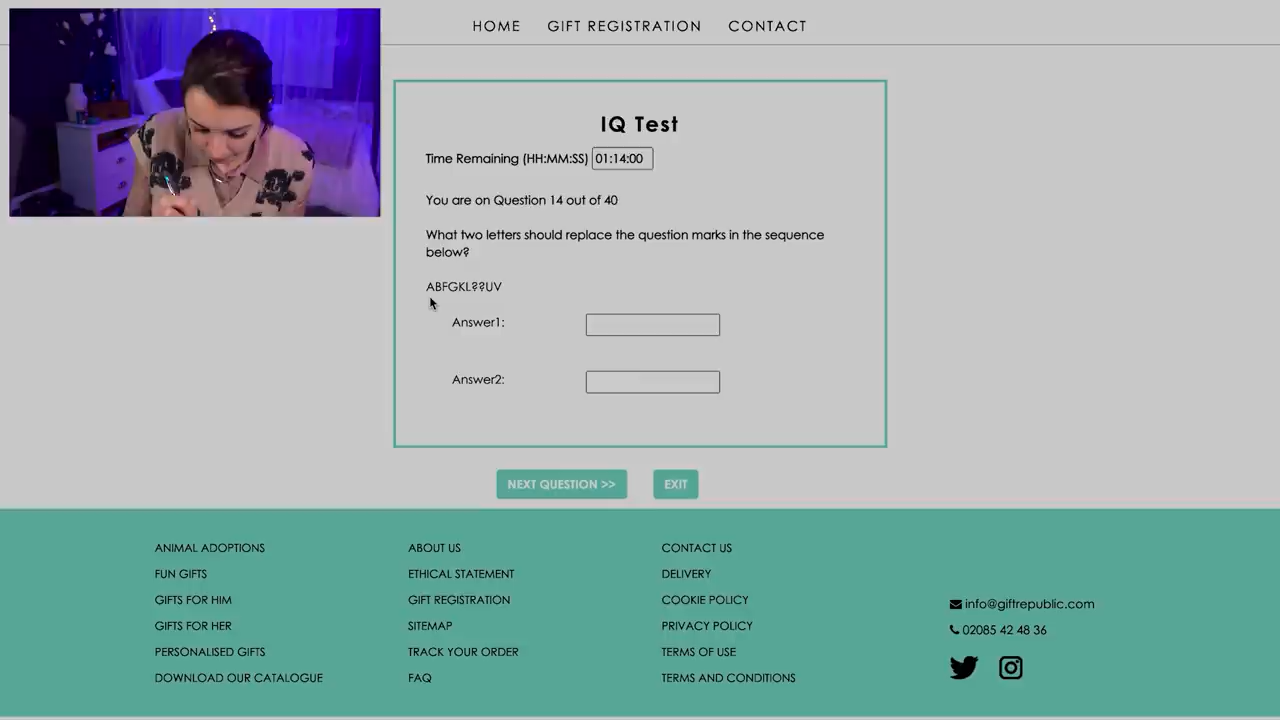 HOME GIFT REGISTRATION CONTACT
IQ Test
Time Remaining (HH:MM:SS) 01:14:00
You are on Question 14 out of 40
What two letters should replace the question marks in the sequence
below?
ABFGKL??UV
Answer1:
Answer2:
NEXT QUESTION >> EXIT
ANIMAL ADOPTIONS
FUN GIFTS
GIFTS FOR HIM
GIFTS FOR HER
PERSONALISED GIFTS
DOWNLOAD OUR CATALOGUE
ABOUT US
ETHICAL STATEMENT
GIFT REGISTRATION
SITEMAP
TRACK YOUR ORDER
FAQ
CONTACT US
DELIVERY
COOKIE POLICY
PRIVACY POLICY
TERMS OF USE
TERMS AND CONDITIONS
info@giftrepublic.com
02085 42 48 36